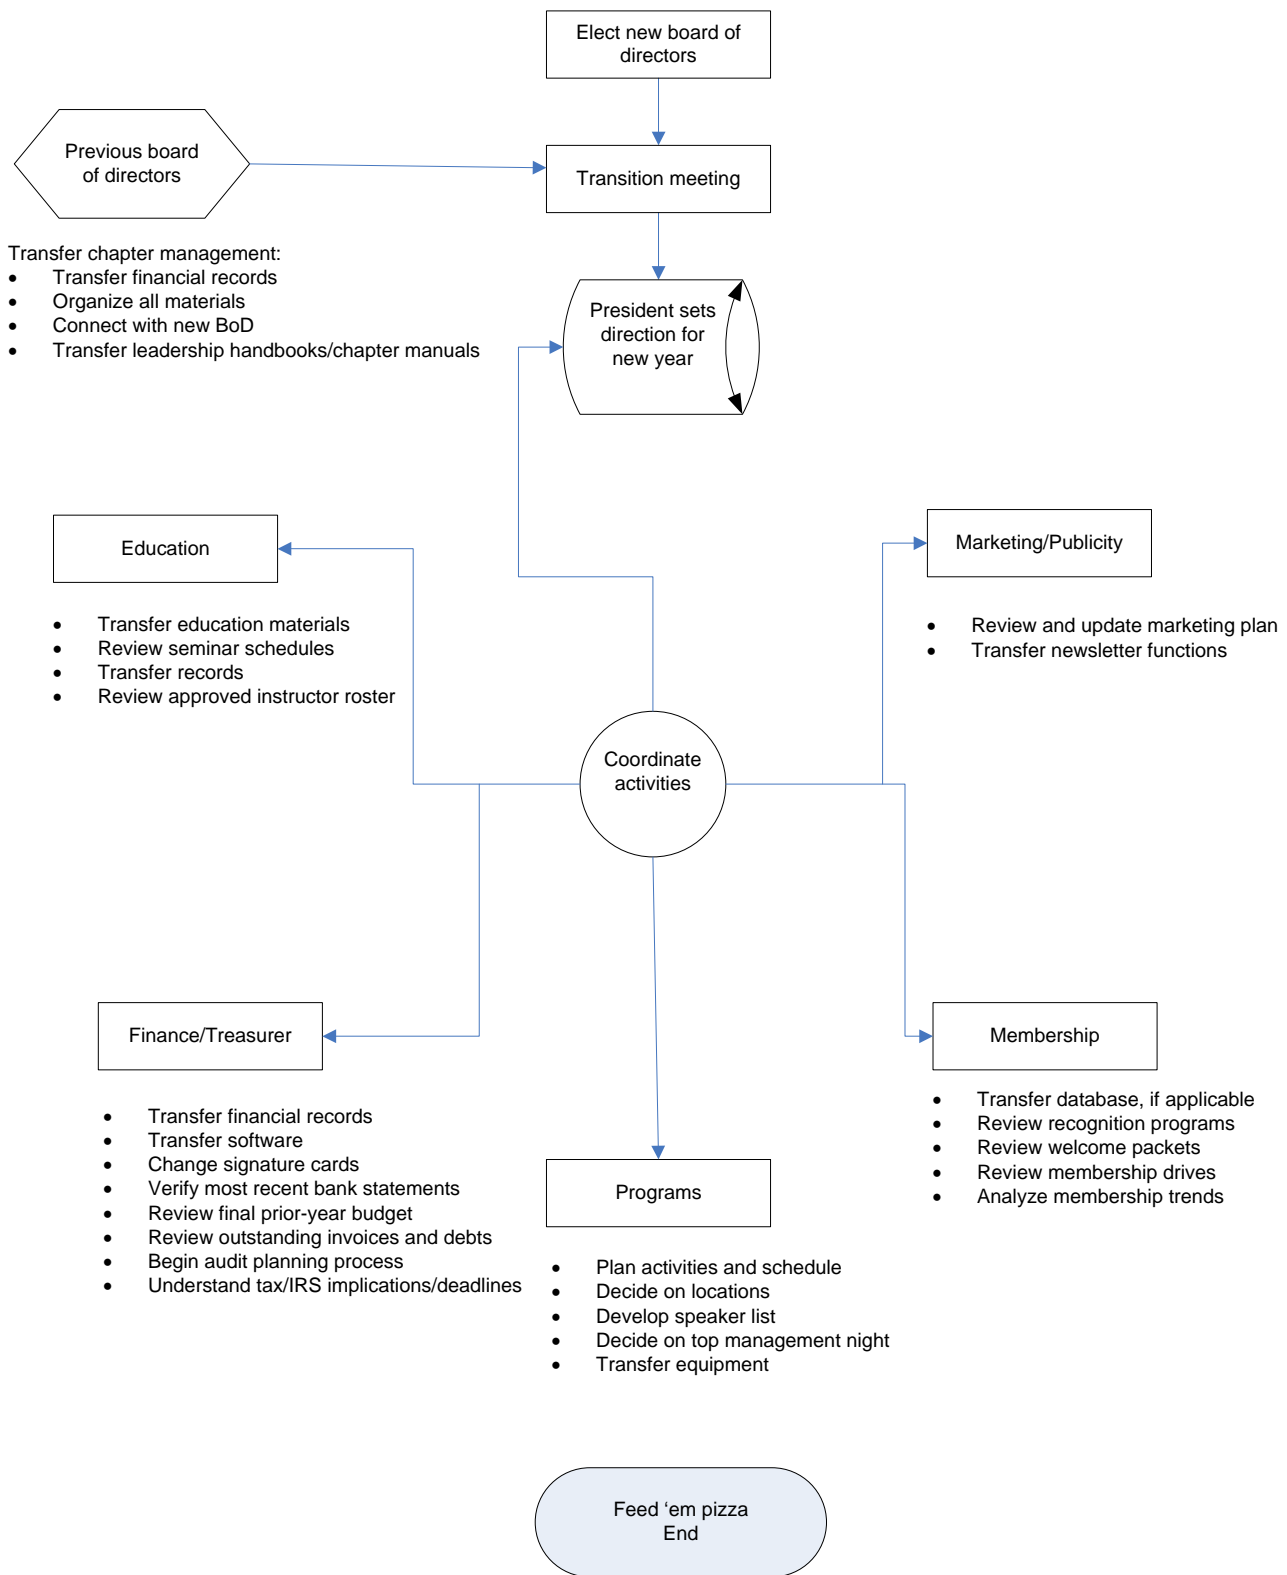 Elect new board of
directors
Previous board
of directors
Transition meeting
Transfer chapter management:
• Transfer financial records
• Organize all materials
• Connect with new BoD
• Transfer leadership handbooks/chapter manuals
President sets
direction for
new year
Education
• Transfer education materials
• Review seminar schedules
• Transfer records
• Review approved instructor roster
Marketing/Publicity
• Review and update marketing plan
• Transfer newsletter functions
Coordinate
activities
Finance/Treasurer
• Transfer financial records
• Transfer software
• Change signature cards
• Verify most recent bank statements
• Review final prior-year budget
• Review outstanding invoices and debts
• Begin audit planning process
• Understand tax/IRS implications/deadlines
Programs
• Plan activities and schedule
• Decide on locations
• Develop speaker list
• Decide on top management night
• Transfer equipment
Membership
• Transfer database, if applicable
• Review recognition programs
• Review welcome packets
• Review membership drives
• Analyze membership trends
Feed ‘em pizza
End